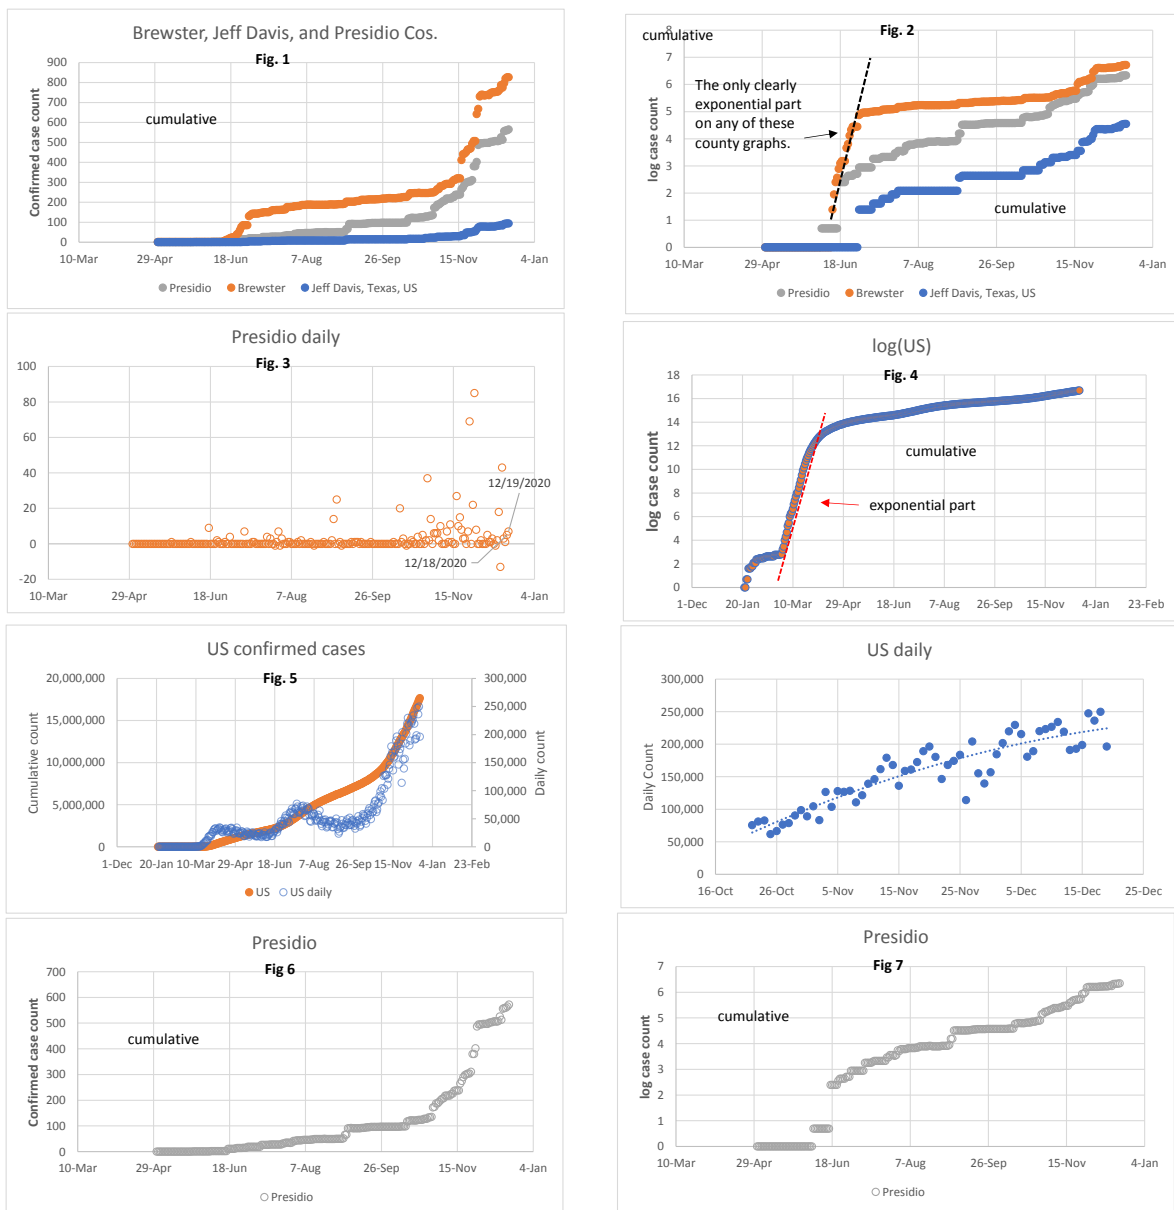 Brewster, Jeff Davis, and Presidio Cos.
Fig. 1
cumulative
Confirmed case count
900
800
700
600
500
400
300
200
100
0
10-Mar 29-Apr 18-Jun 7-Aug 26-Sep 15-Nov 4-Jan
Presidio Brewster Jeff Davis, Texas, US
Fig. 2
cumulative
The only clearly
exponential part
on any of these
county graphs.
cumulative
log case count
8
7
6
5
4
3
2
1
0
10-Mar 29-Apr 18-Jun 7-Aug 26-Sep 15-Nov 4-Jan
Presidio Brewster Jeff Davis, Texas, US
Presidio daily
Fig. 3
100
80
60
40
20
0
-20
12/19/2020
12/18/2020
10-Mar 29-Apr 18-Jun 7-Aug 26-Sep 15-Nov 4-Jan
log(US)
Fig. 4
cumulative
exponential part
log case count
18
16
14
12
10
8
6
4
2
0
1-Dec 20-Jan 10-Mar 29-Apr 18-Jun 7-Aug 26-Sep 15-Nov 4-Jan 23-Feb
US confirmed cases
Fig. 5
Cumulative count
20,000,000
15,000,000
10,000,000
5,000,000
0
300,000
250,000
200,000
150,000
100,000
50,000
0
Daily count
1-Dec 20-Jan 10-Mar 29-Apr 18-Jun 7-Aug 26-Sep 15-Nov 4-Jan 23-Feb
US US daily
US daily
Daily Count
300,000
250,000
200,000
150,000
100,000
50,000
0
16-Oct 26-Oct 5-Nov 15-Nov 25-Nov 5-Dec 15-Dec 25-Dec
Presidio
Fig 6
cumulative
Confirmed case count
700
600
500
400
300
200
100
0
10-Mar 29-Apr 18-Jun 7-Aug 26-Sep 15-Nov 4-Jan
Presidio
Presidio
Fig 7
cumulative
log case count
7
6
5
4
3
2
1
0
10-Mar 29-Apr 18-Jun 7-Aug 26-Sep 15-Nov 4-Jan
Presidio